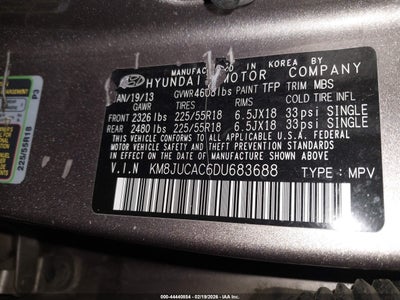 MADE IN KOREA
HYUNDAI MOTOR COMPANY
JAN/19/13 GVWR 4608 lbs PAINT TFP TRIM MBS
GAWR TIRES RIMS COLD TIRE INFL
FRONT 2326 lbs 225/55R18 6.5JX18 33psi SINGLE
REAR 2480 lbs 225/55R18 6.5JX18 33psi SINGLE
THIS VEHICLE CONFORMS TO ALL APPLICABLE FEDERAL
MOTOR VEHICLE SAFETY AND THEFT PREVENTION STANDARDS
IN EFFECT ON THE DATE OF MANUFACTURE SHOWN ABOVE.
V.I.N : KM8JUCAC6DU683688 TYPE : MPV
P3
225/55R18
000-44440554 - 02/19/2026 - IAA, Inc.